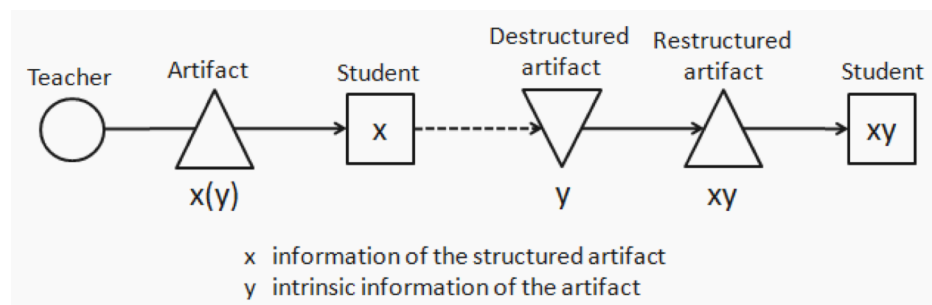 Teacher
Artifact
Student
Destructured
artifact
Restructured
artifact
Student
x
xy
x(y)
y
xy
x information of the structured artifact
y intrinsic information of the artifact